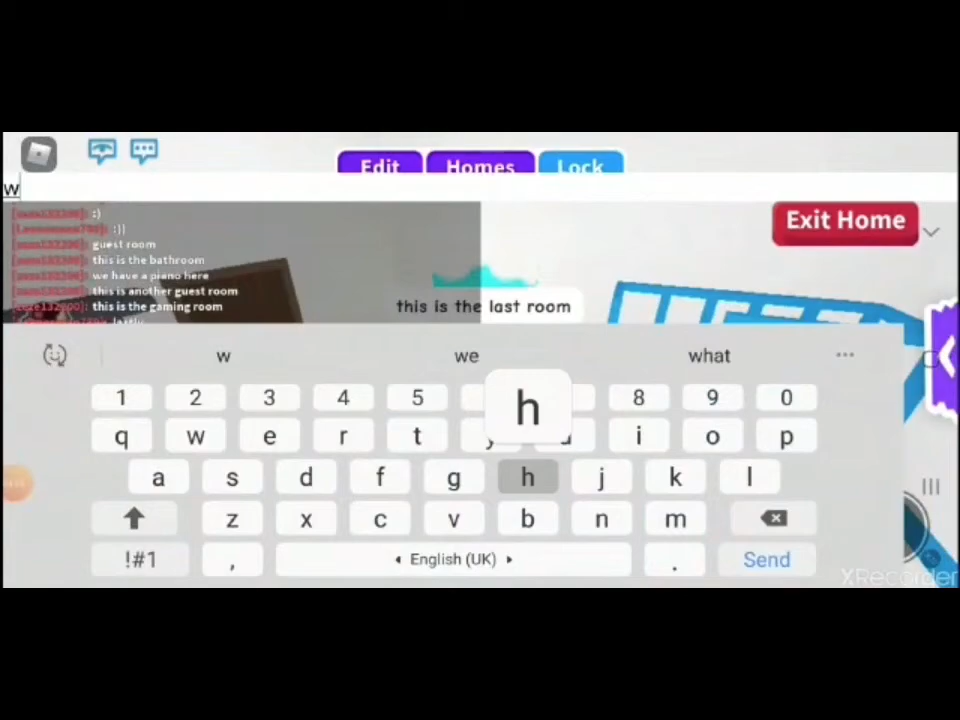 Edit Homes Lock
w
Exit Home
:)
:))
guest room
this is the bathroom
we have a piano here
this is another guest room
this is the gaming room
lastly
this is the last room
w we what ...
1 2 3 4 5 8 9 0
h
q w e r t y u i o p
a s d f g h j k l
z x c v b n m
!#1 , English (UK) . Send
XRecorder